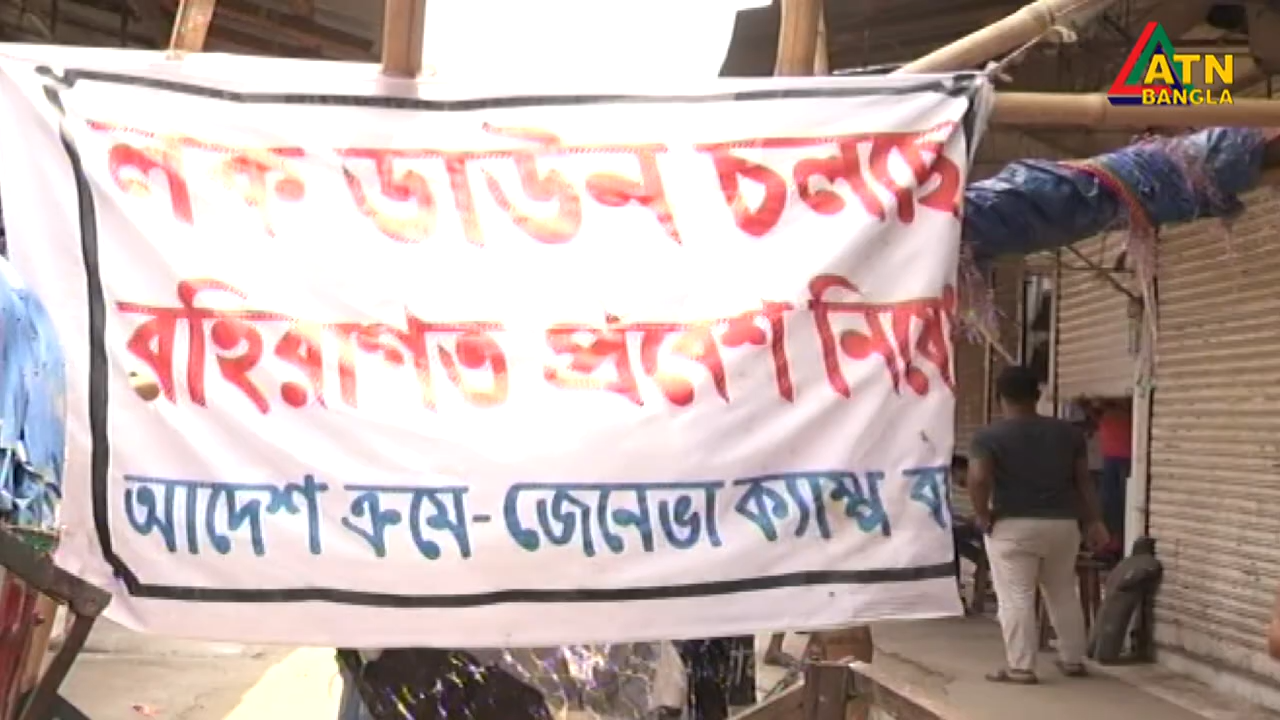 লক ডাউন চলছে
বহিরাগত প্রবেশ
আদেশ ক্রমে- জেনেভা ক্যাম্প
ATN
BANGLA